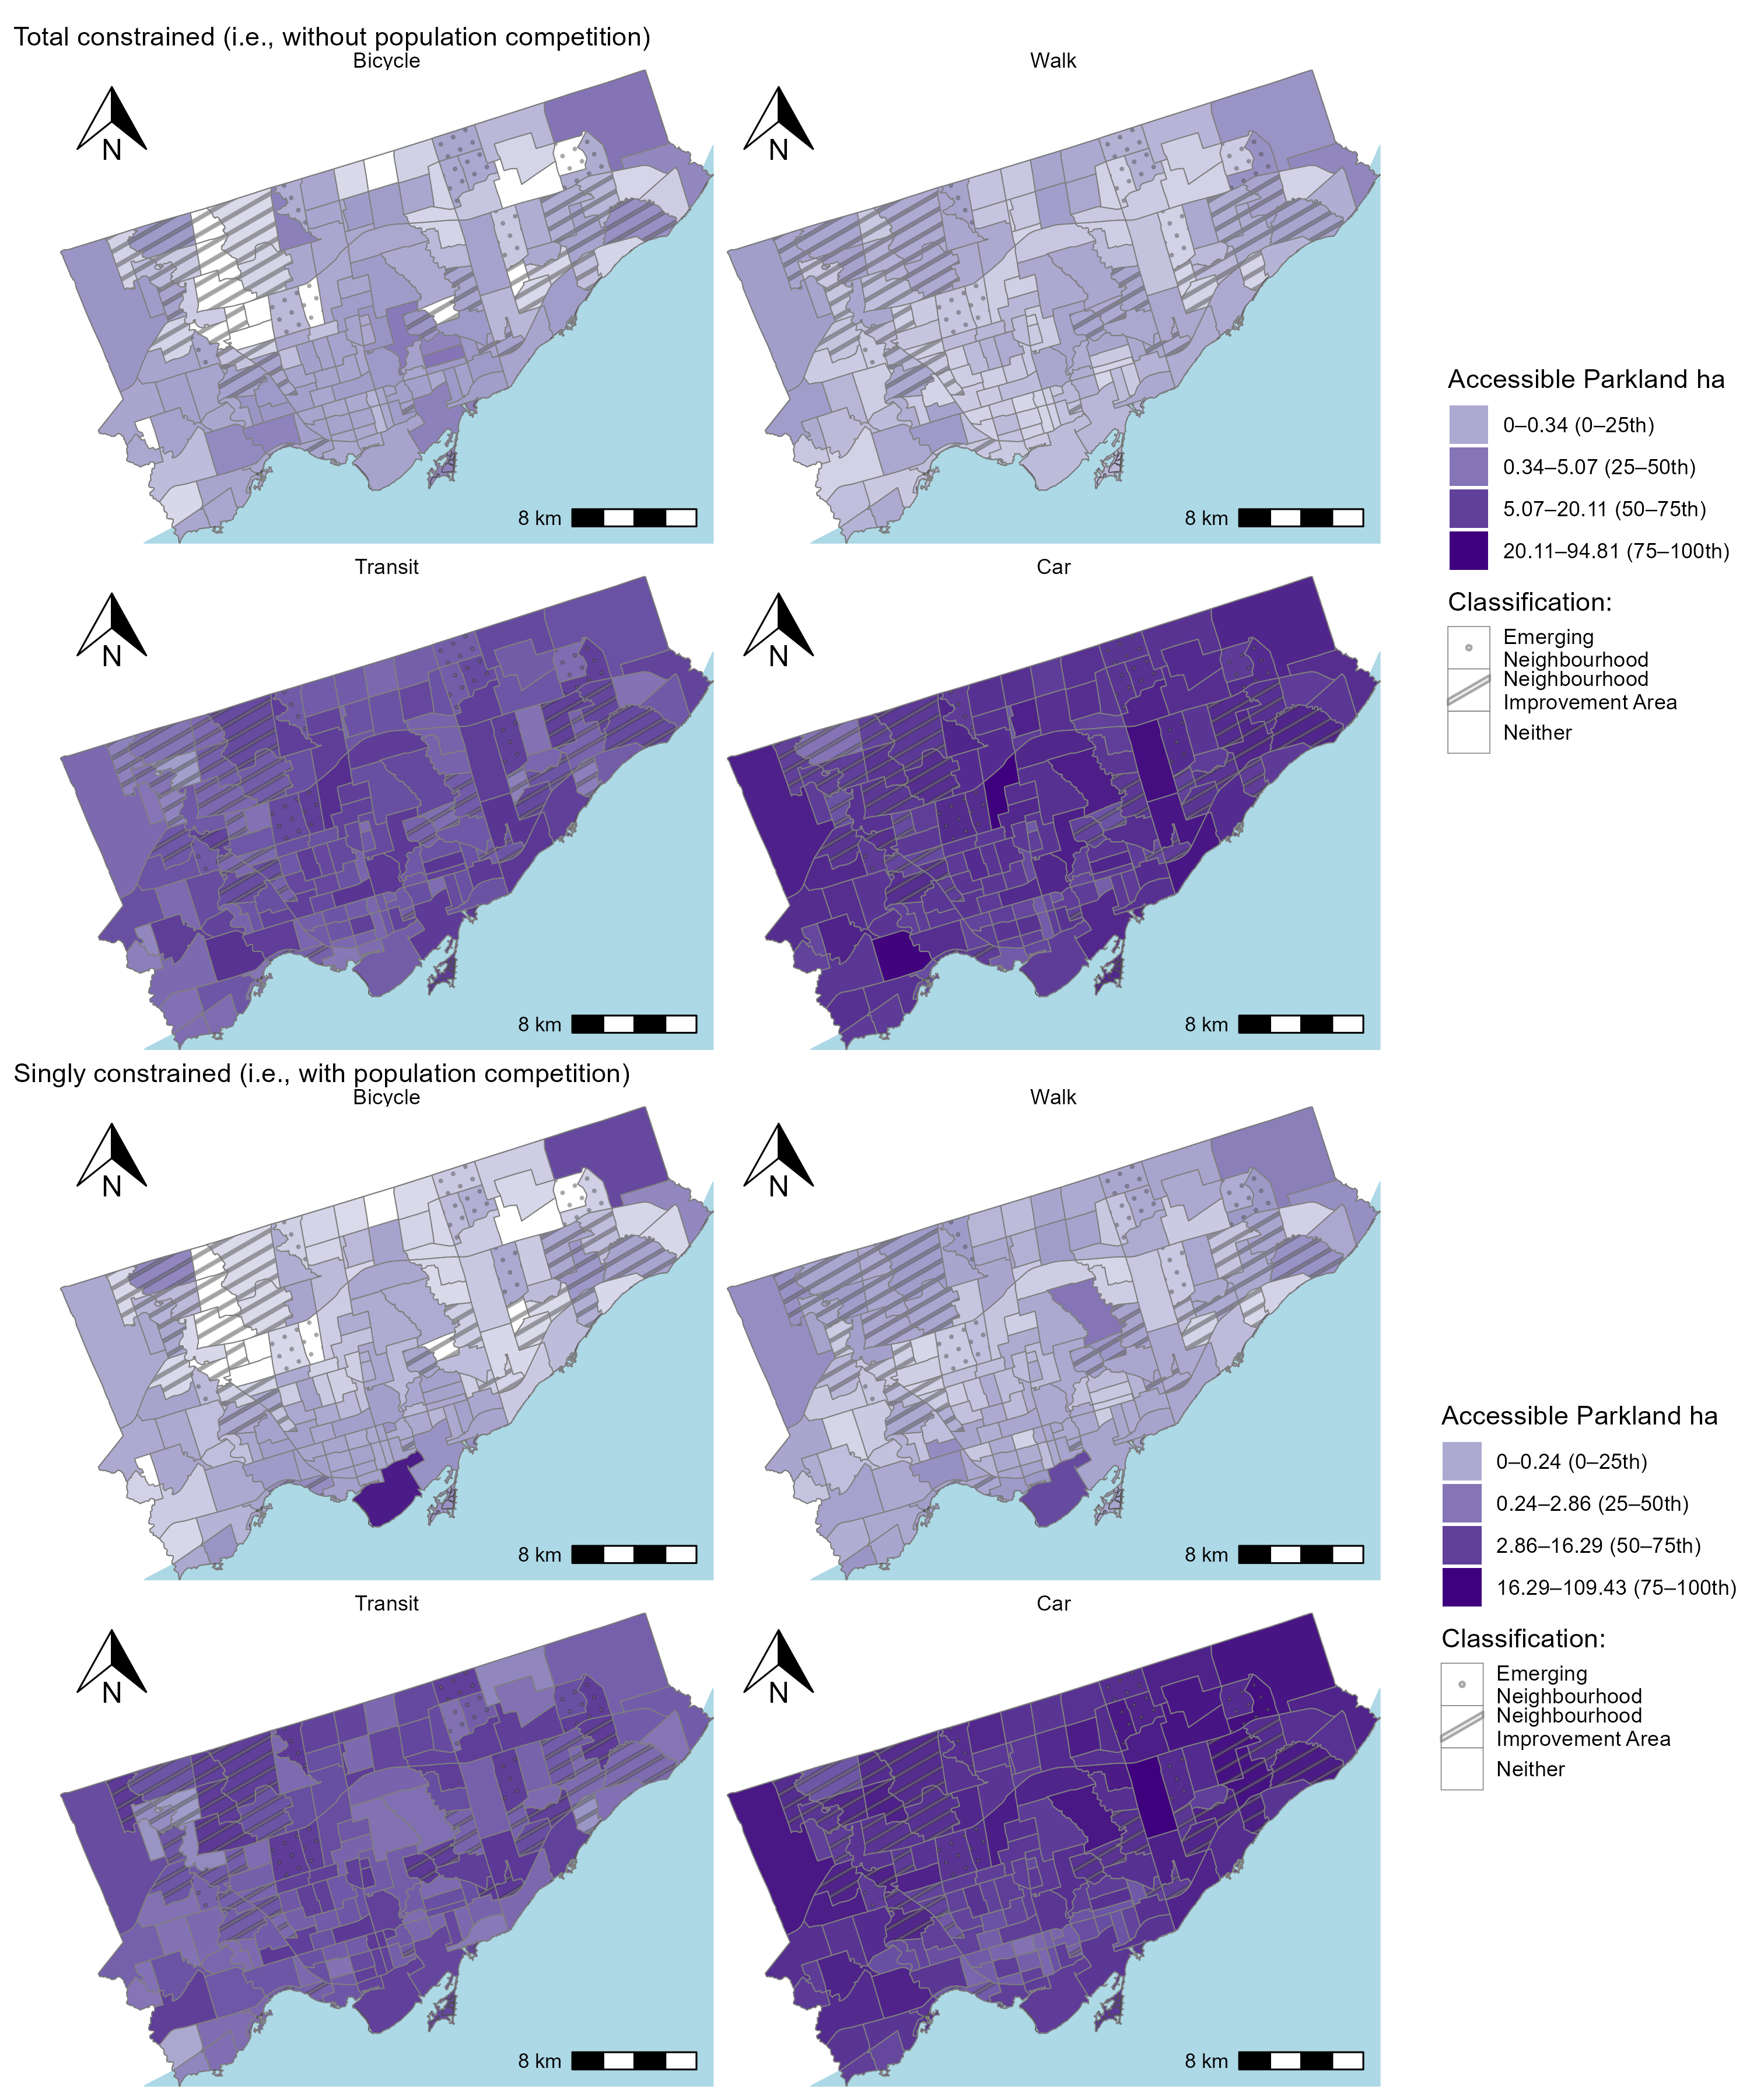 Total constrained (i.e., without population competition)
Bicycle
Walk
N
N
8 km
8 km
Transit
Car
N
N
8 km
8 km
Accessible Parkland ha
0–0.34 (0–25th)
0.34–5.07 (25–50th)
5.07–20.11 (50–75th)
20.11–94.81 (75–100th)
Classification:
Emerging
Neighbourhood
Neighbourhood
Improvement Area
Neither
Singly constrained (i.e., with population competition)
Bicycle
Walk
N
N
8 km
8 km
Transit
Car
N
N
8 km
8 km
Accessible Parkland ha
0–0.24 (0–25th)
0.24–2.86 (25–50th)
2.86–16.29 (50–75th)
16.29–109.43 (75–100th)
Classification:
Emerging
Neighbourhood
Neighbourhood
Improvement Area
Neither